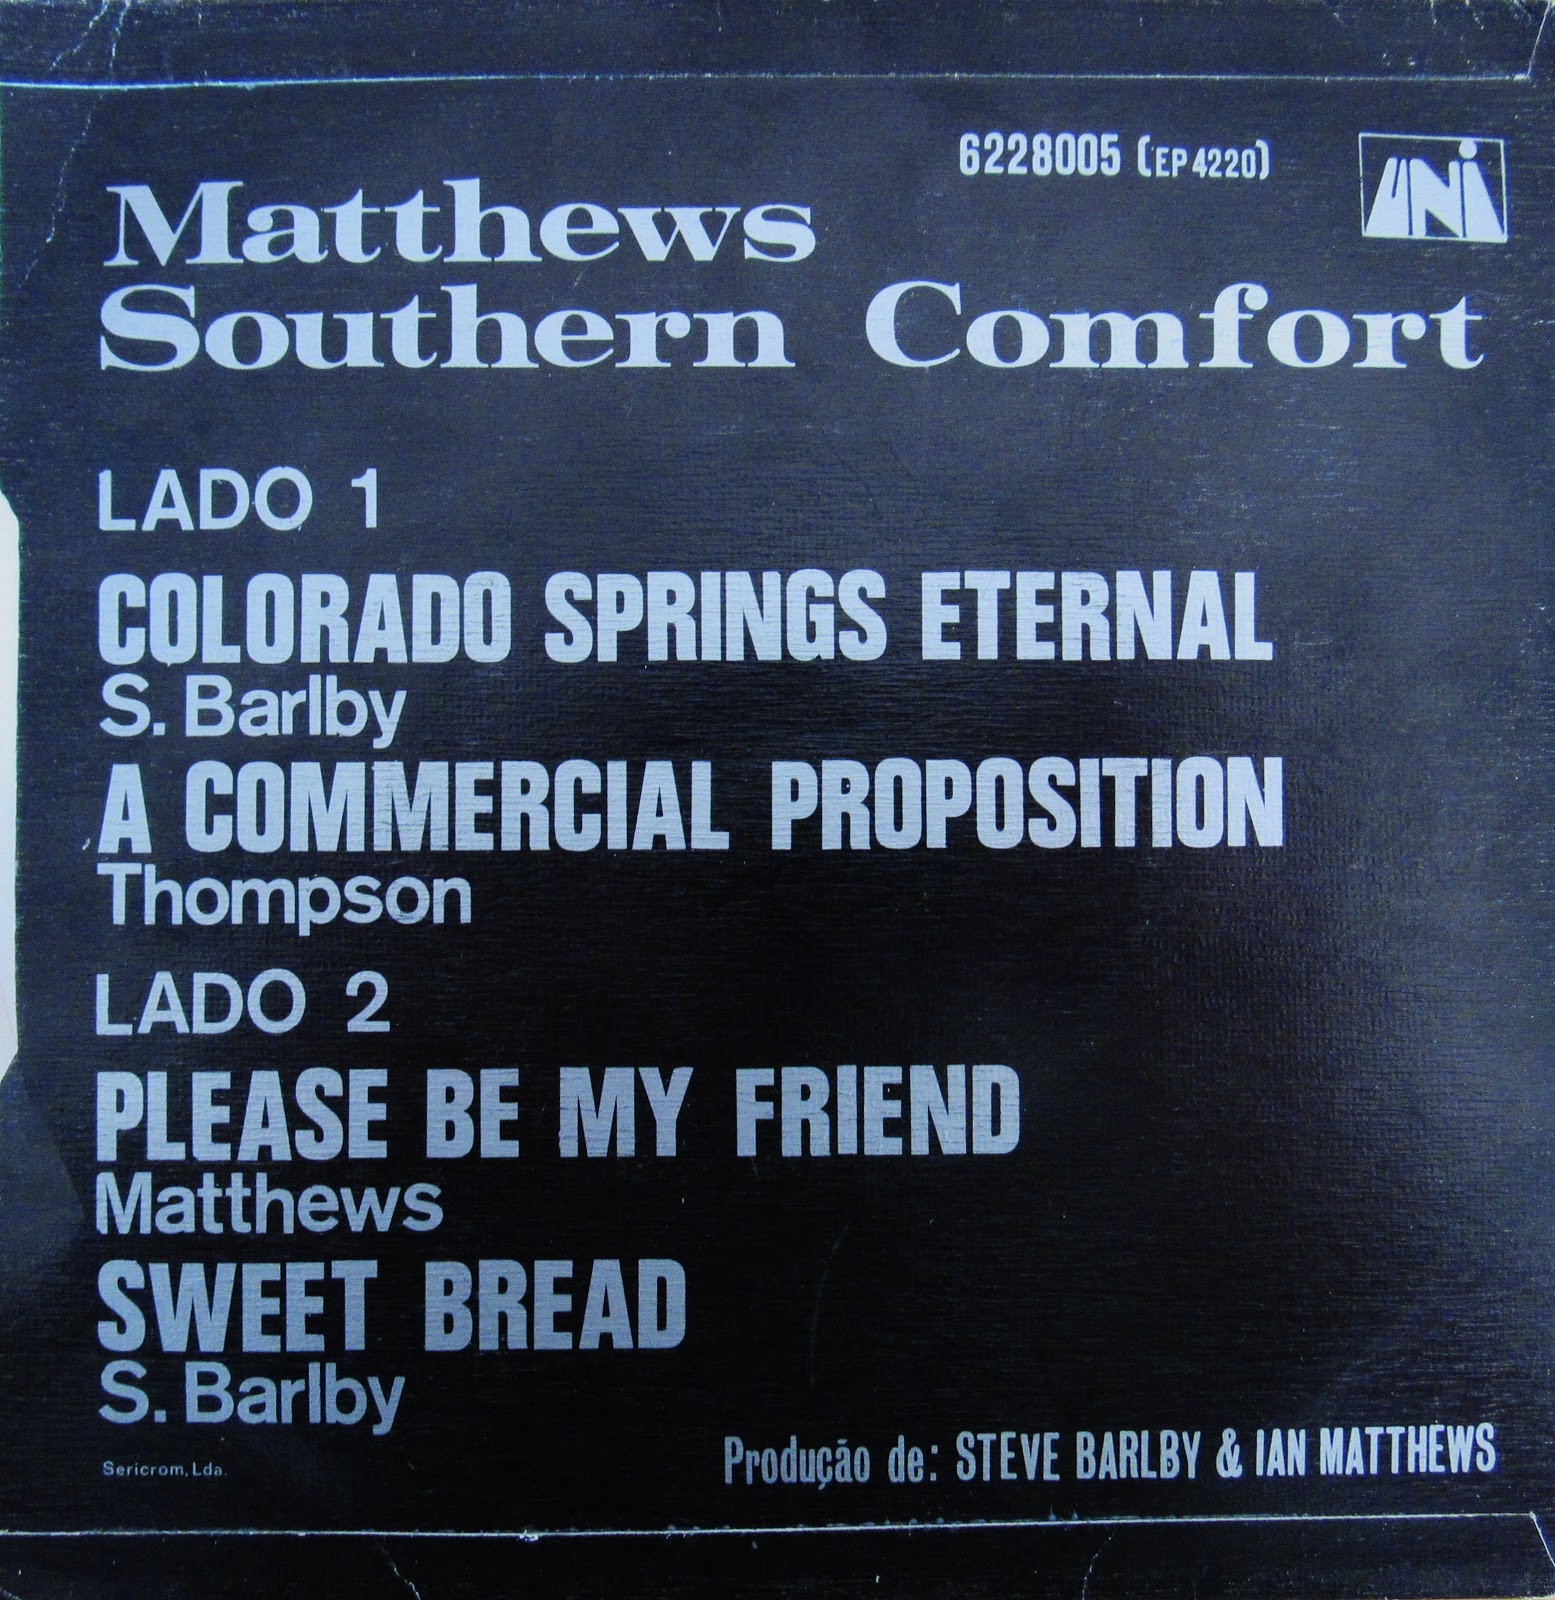 6228005 (EP 4220)
UNI
Matthews
Southern Comfort
LADO 1
COLORADO SPRINGS ETERNAL
S. Barlby
A COMMERCIAL PROPOSITION
Thompson
LADO 2
PLEASE BE MY FRIEND
Matthews
SWEET BREAD
S. Barlby
Sericrom, Lda.
Produção de: STEVE BARLBY & IAN MATTHEWS